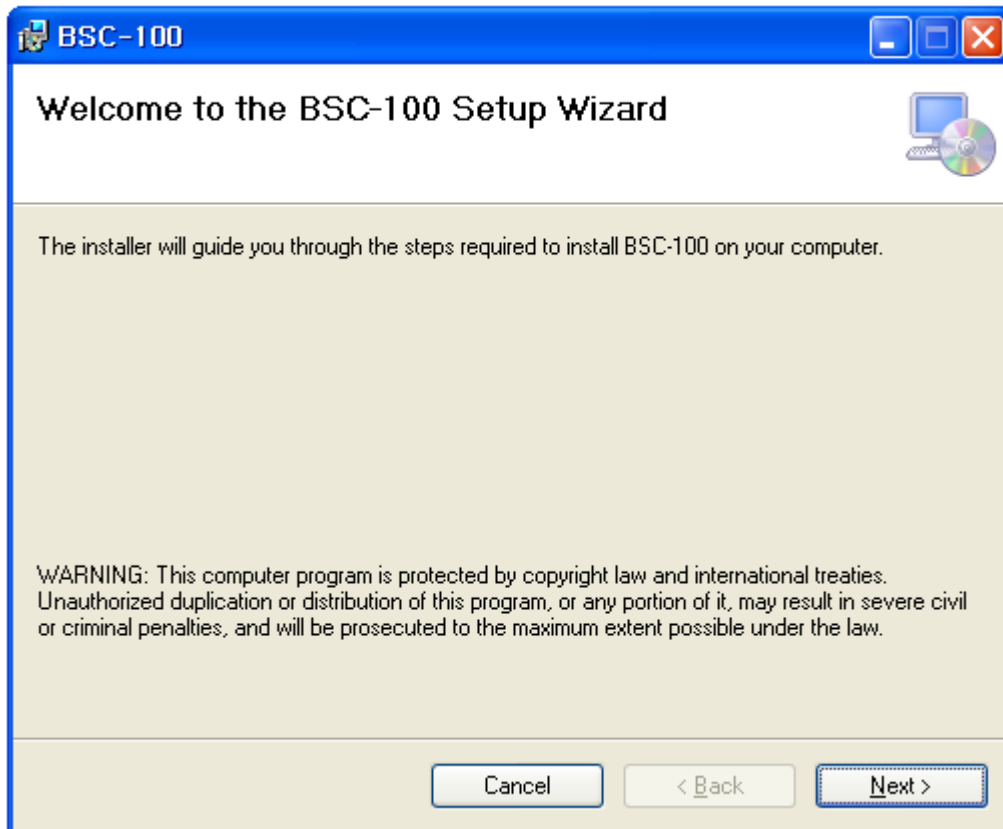 BSC-100
Welcome to the BSC-100 Setup Wizard
The installer will guide you through the steps required to install BSC-100 on your computer.
WARNING: This computer program is protected by copyright law and international treaties.
Unauthorized duplication or distribution of this program, or any portion of it, may result in severe civil
or criminal penalties, and will be prosecuted to the maximum extent possible under the law.
Cancel
< Back
Next >